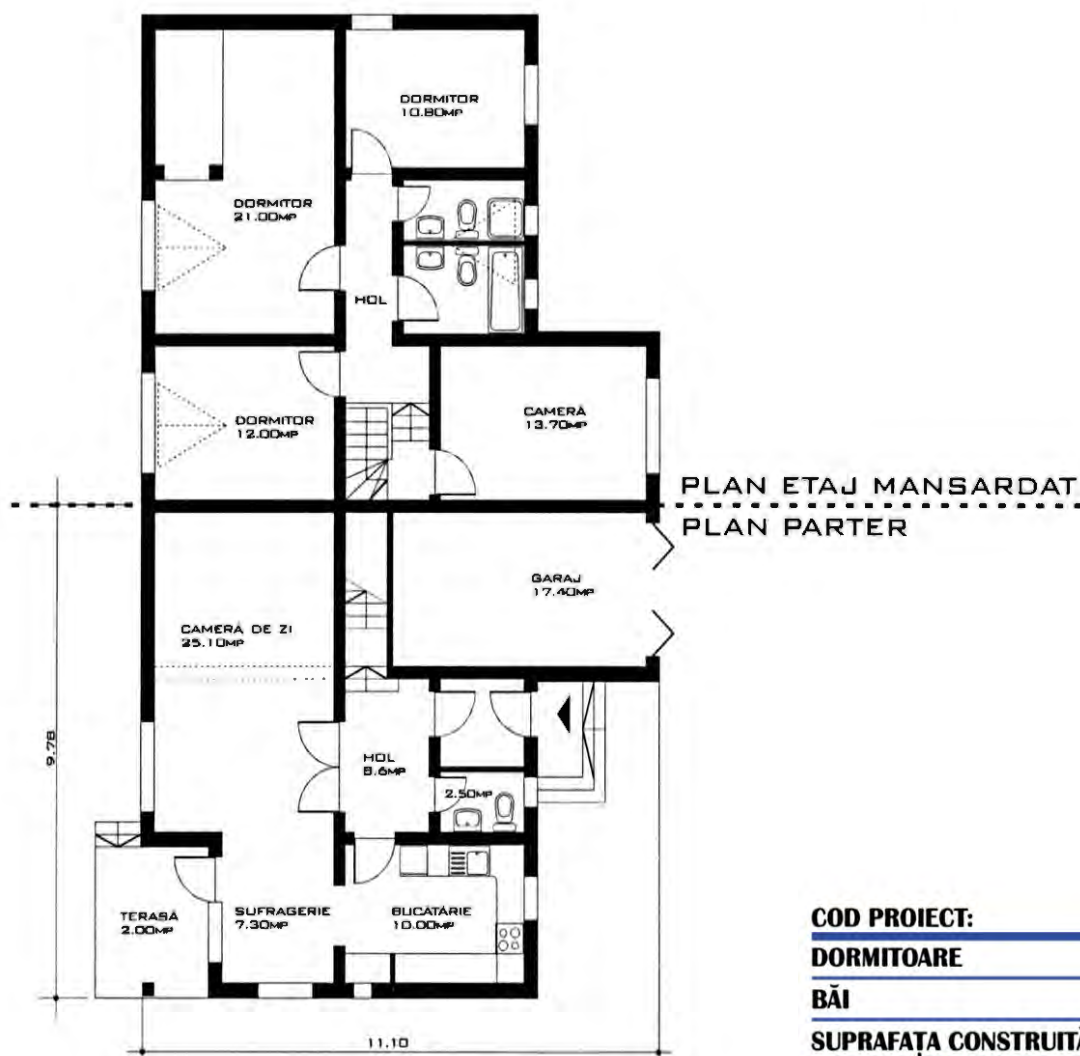 DORMITOR
10.80MP
DORMITOR
21.00MP
HOL
DORMITOR
12.00MP
CAMERĂ
13.70MP
PLAN ETAJ MANSARDAT
PLAN PARTER
GARAJ
17.40MP
CAMERĂ DE ZI
25.10MP
9.78
HOL
8.6MP
2.50MP
TERASĂ
2.00MP
SUFRAGERIE
7.30MP
BUCĂTĂRIE
10.00MP
11.10
COD PROIECT:
DORMITOARE
BĂI
SUPRAFAȚA CONSTRUITĂ